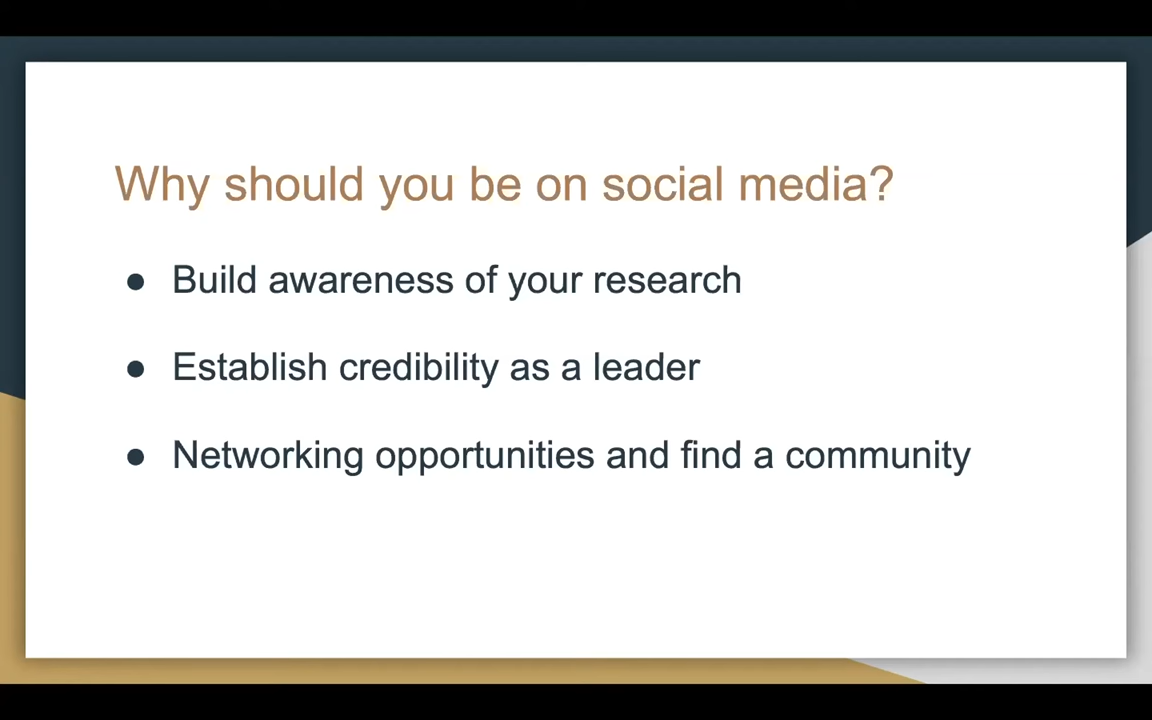 Why should you be on social media?
● Build awareness of your research
● Establish credibility as a leader
● Networking opportunities and find a community